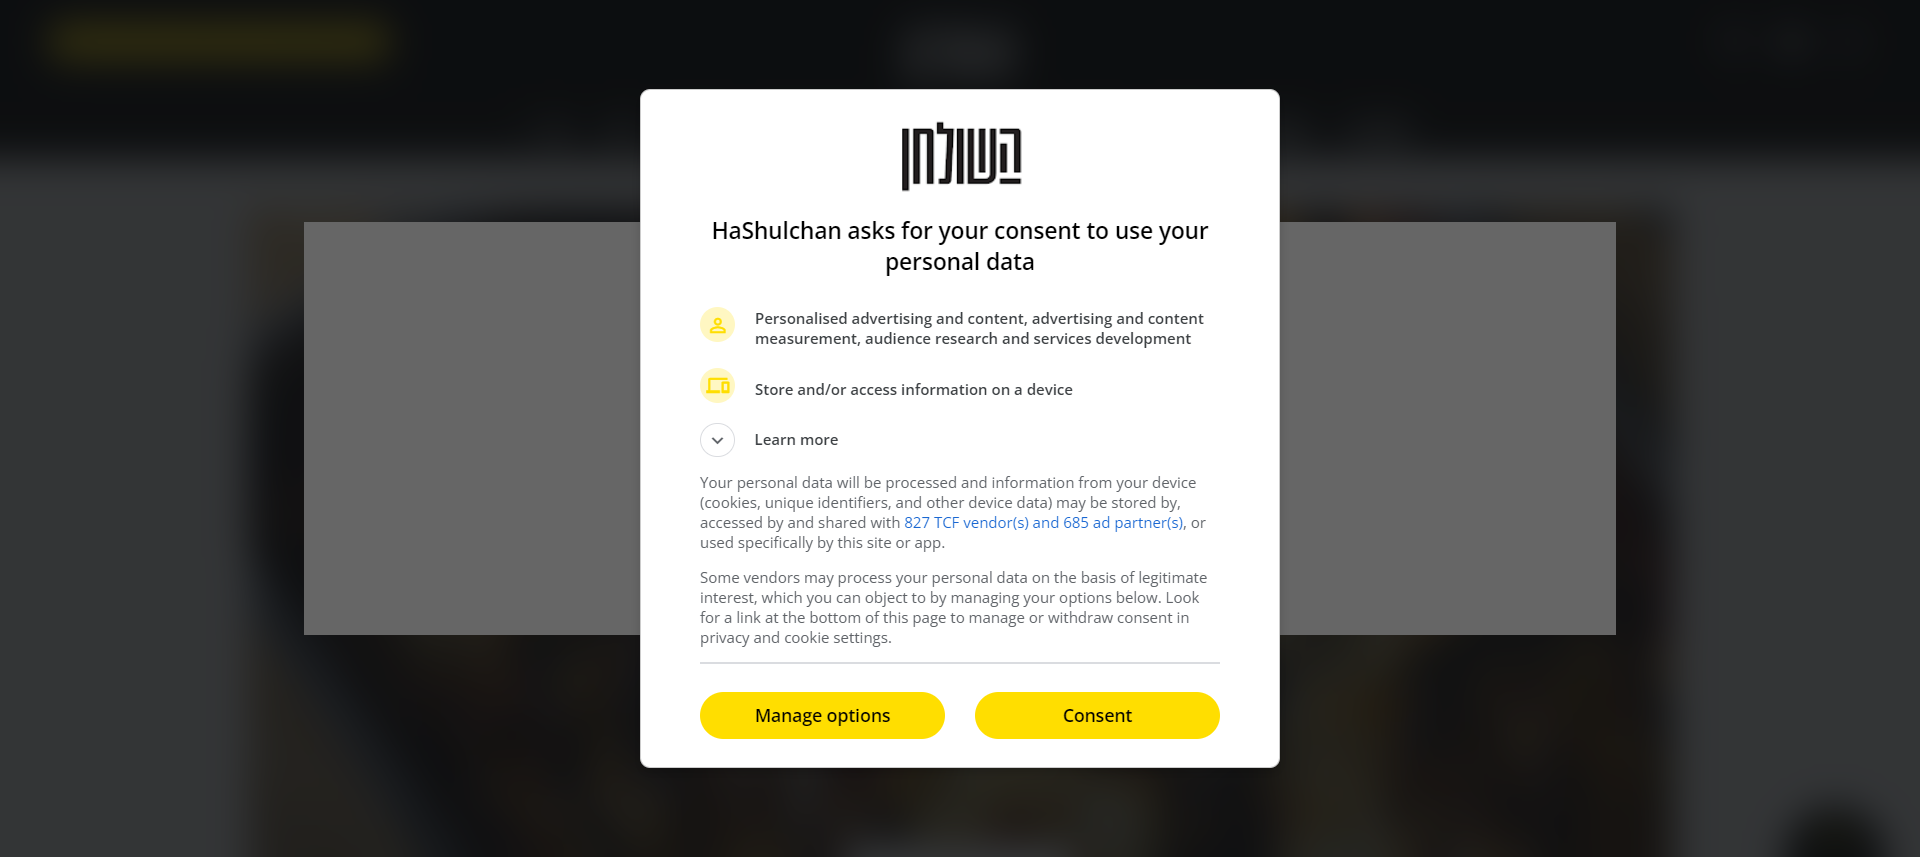 השולחן
HaShulchan asks for your consent to use your
personal data
Personalised advertising and content, advertising and content
measurement, audience research and services development
Store and/or access information on a device
Learn more
Your personal data will be processed and information from your device
(cookies, unique identifiers, and other device data) may be stored by,
accessed by and shared with 827 TCF vendor(s) and 685 ad partner(s), or
used specifically by this site or app.
Some vendors may process your personal data on the basis of legitimate
interest, which you can object to by managing your options below. Look
for a link at the bottom of this page to manage or withdraw consent in
privacy and cookie settings.
Manage options
Consent